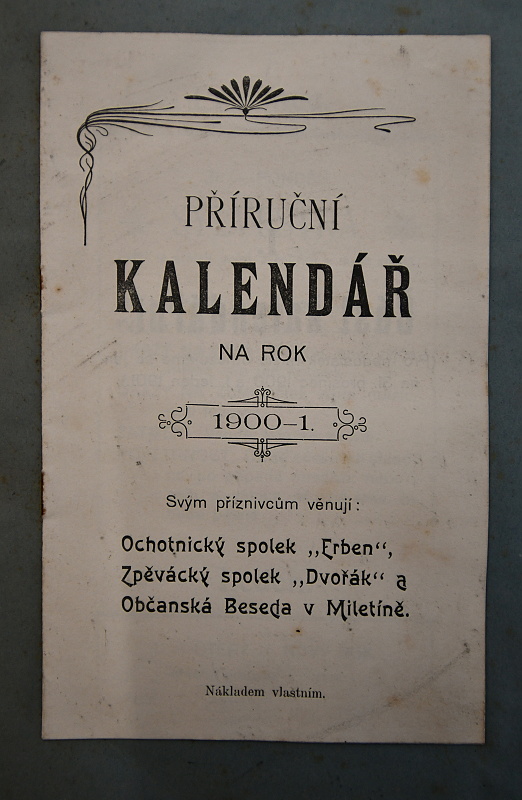 PŘÍRUČNÍ
KALENDÁŘ
NA ROK
1900–1.
Svým příznivcům věnují:
Ochotnický spolek „Erben“,
Zpěvácký spolek „Dvořák“ a
Občanská Beseda v Miletíně.
Nákladem vlastním.